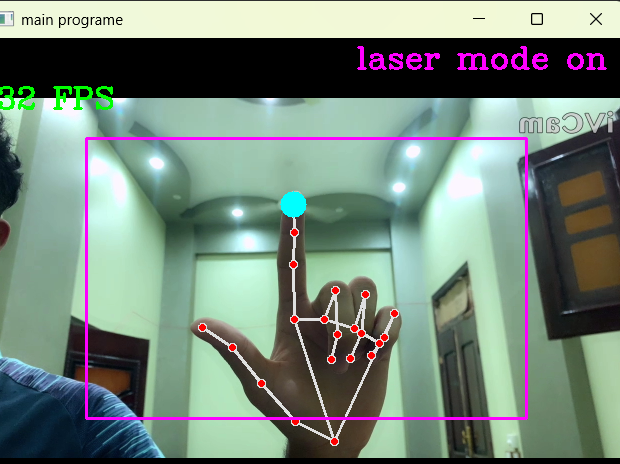 main programe
laser mode on
32 FPS
iVCam